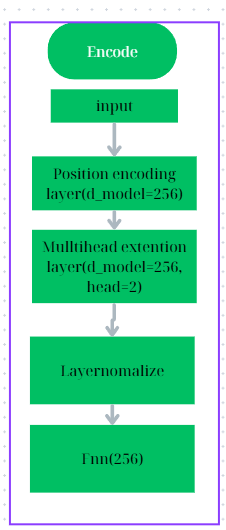 Encode
input
Position encoding
layer(d_model=256)
Mulltihead extention
layer(d_model=256,
head=2)
Layernomalize
Fnn(256)